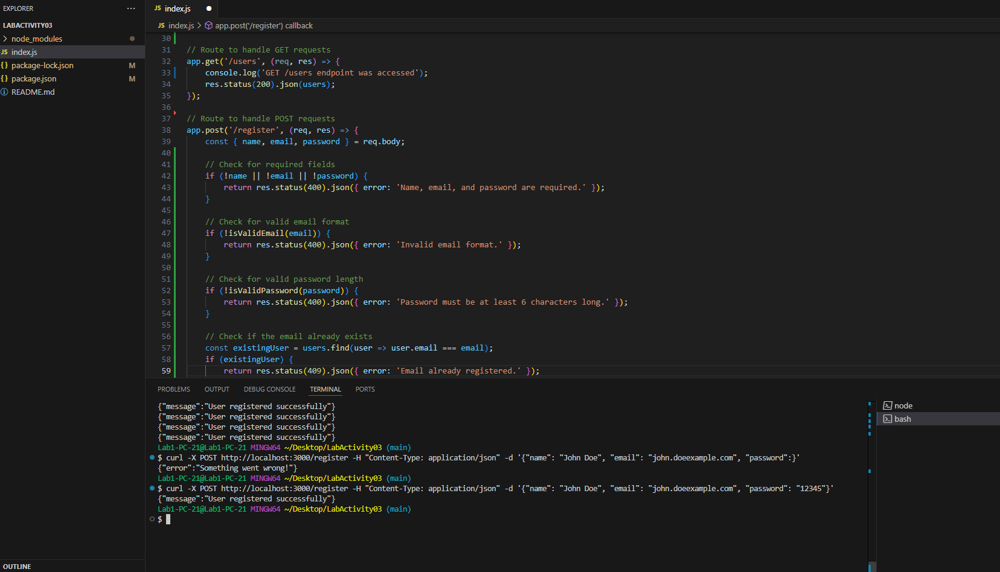 EXPLORER ···
LABACTIVITY03
node_modules
JS index.js
{} package-lock.json M
{} package.json M
README.md
JS index.js
JS index.js > app.post('/register') callback
30
31 // Route to handle GET requests
32 app.get('/users', (req, res) => {
33 console.log('GET /users endpoint was accessed');
34 res.status(200).json(users);
35 });
36
37 // Route to handle POST requests
38 app.post('/register', (req, res) => {
39 const { name, email, password } = req.body;
40
41 // Check for required fields
42 if (!name || !email || !password) {
43 return res.status(400).json({ error: 'Name, email, and password are required.' });
44 }
45
46 // Check for valid email format
47 if (!isValidEmail(email)) {
48 return res.status(400).json({ error: 'Invalid email format.' });
49 }
50
51 // Check for valid password length
52 if (!isValidPassword(password)) {
53 return res.status(400).json({ error: 'Password must be at least 6 characters long.' });
54 }
55
56 // Check if the email already exists
57 const existingUser = users.find(user => user.email === email);
58 if (existingUser) {
59 return res.status(409).json({ error: 'Email already registered.' });
PROBLEMS OUTPUT DEBUG CONSOLE TERMINAL PORTS
{"message":"User registered successfully"}
{"message":"User registered successfully"}
{"message":"User registered successfully"}
{"message":"User registered successfully"}
Lab1-PC-21@Lab1-PC-21 MINGW64 ~/Desktop/LabActivity03 (main)
$ curl -X POST http://localhost:3000/register -H "Content-Type: application/json" -d '{"name": "John Doe", "email": "john.doeexample.com", "password":}'
{"error":"Something went wrong!"}
Lab1-PC-21@Lab1-PC-21 MINGW64 ~/Desktop/LabActivity03 (main)
$ curl -X POST http://localhost:3000/register -H "Content-Type: application/json" -d '{"name": "John Doe", "email": "john.doeexample.com", "password": "12345"}'
{"message":"User registered successfully"}
Lab1-PC-21@Lab1-PC-21 MINGW64 ~/Desktop/LabActivity03 (main)
$
node
bash
OUTLINE